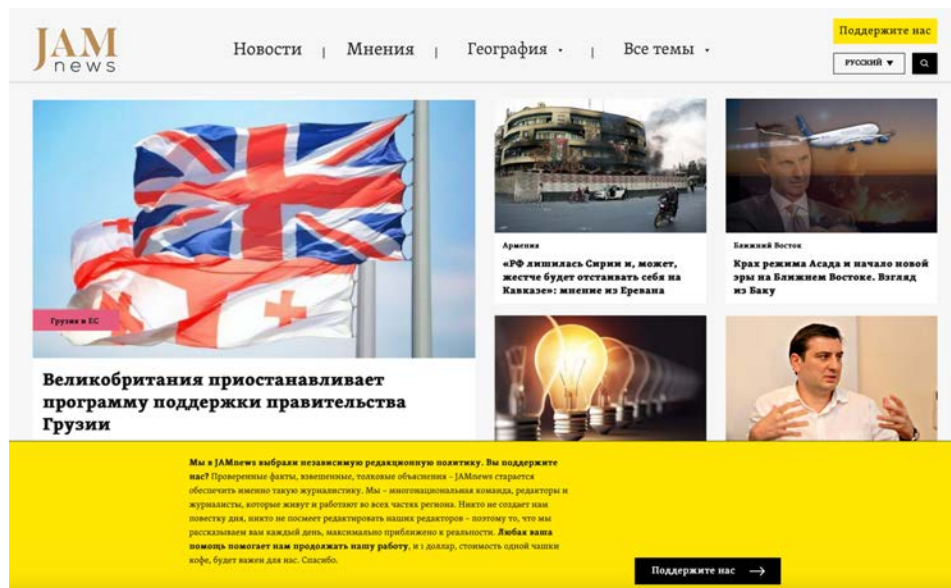 JAM
news
Новости | Мнения | География · | Все темы ·
Поддержите нас
РУССКИЙ ▼
Грузия и ЕС
Великобритания приостанавливает
программу поддержки правительства
Грузии
Армения
«РФ лишилась Сирии и, может,
жестче будет отстаивать себя на
Кавказе»: мнение из Еревана
Ближний Восток
Крах режима Асада и начало новой
эры на Ближнем Востоке. Взгляд
из Баку
Мы в JAMnews выбрали независимую редакционную политику. Вы поддержите
нас? Проверенные факты, взвешенные, толковые объяснения – JAMnews старается
обеспечить именно такую журналистику. Мы – многонациональная команда, редакторы и
журналисты, которые живут и работают во всех частях региона. Никто не создает нам
повестку дня, никто не посмеет редактировать наших редакторов – поэтому то, что мы
рассказываем вам каждый день, максимально приближено к реальности. Любая ваша
помощь помогает нам продолжать нашу работу, и 1 доллар, стоимость одной чашки
кофе, будет важен для нас. Спасибо.
Поддержите нас →